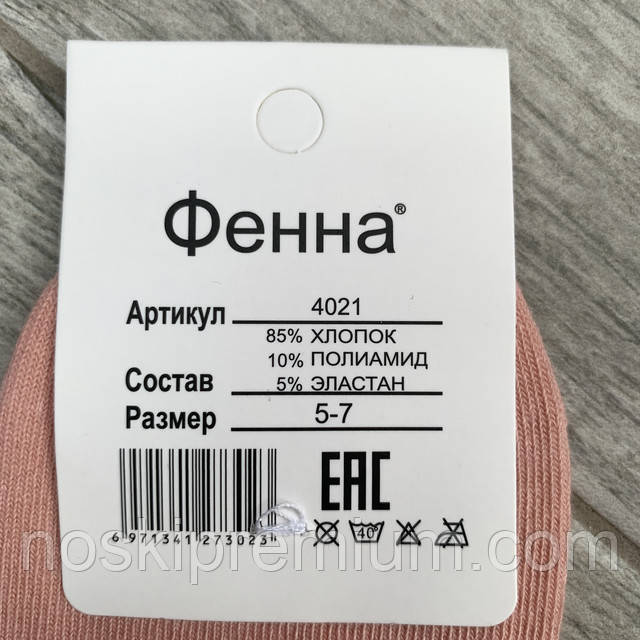 Фенна®
Артикул 4021
85% ХЛОПОК
10% ПОЛИАМИД
Состав 5% ЭЛАСТАН
Размер 5-7
EAC
40
6 971341 273023
noskipremium.com